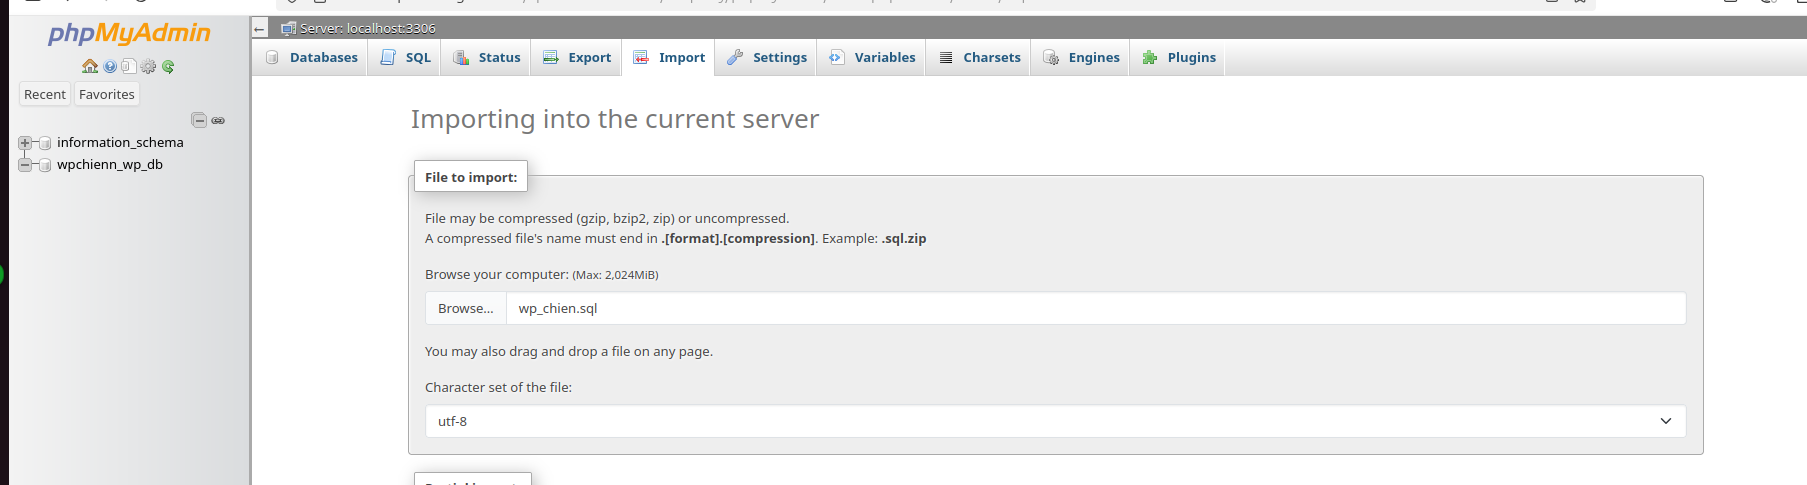 phpMyAdmin
Recent Favorites
information_schema
wpchienn_wp_db
Server: localhost:3306
Databases SQL Status Export Import Settings Variables Charsets Engines Plugins
Importing into the current server
File to import:
File may be compressed (gzip, bzip2, zip) or uncompressed.
A compressed file's name must end in .[format].[compression]. Example: .sql.zip
Browse your computer: (Max: 2,024MiB)
Browse... wp_chien.sql
You may also drag and drop a file on any page.
Character set of the file:
utf-8